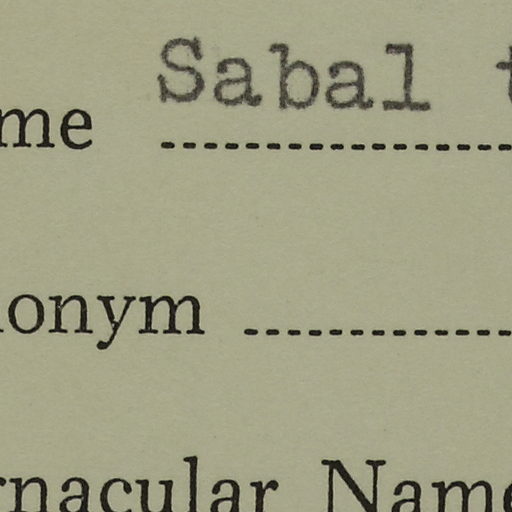 me Sabal t
onym
rnacular Name